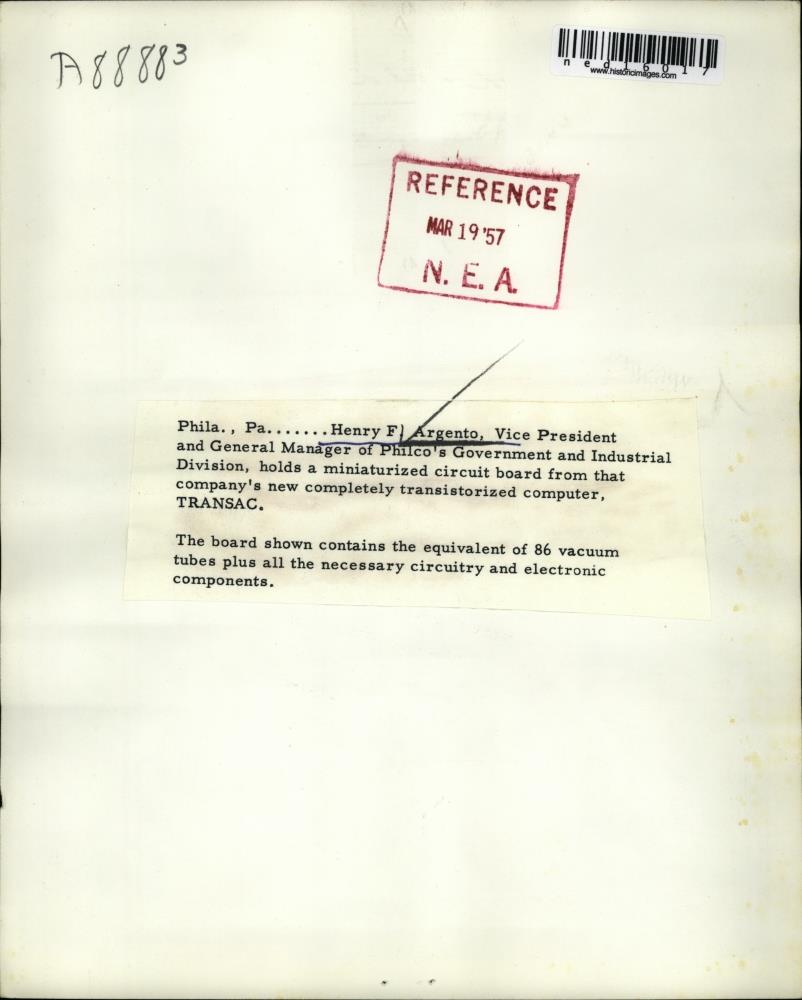 A88883
ned16017
www.historicimages.com
REFERENCE
MAR 19 '57
N. E. A.
Phila., Pa.......Henry F. Argento, Vice President
and General Manager of Philco's Government and Industrial
Division, holds a miniaturized circuit board from that
company's new completely transistorized computer,
TRANSAC.
The board shown contains the equivalent of 86 vacuum
tubes plus all the necessary circuitry and electronic
components.